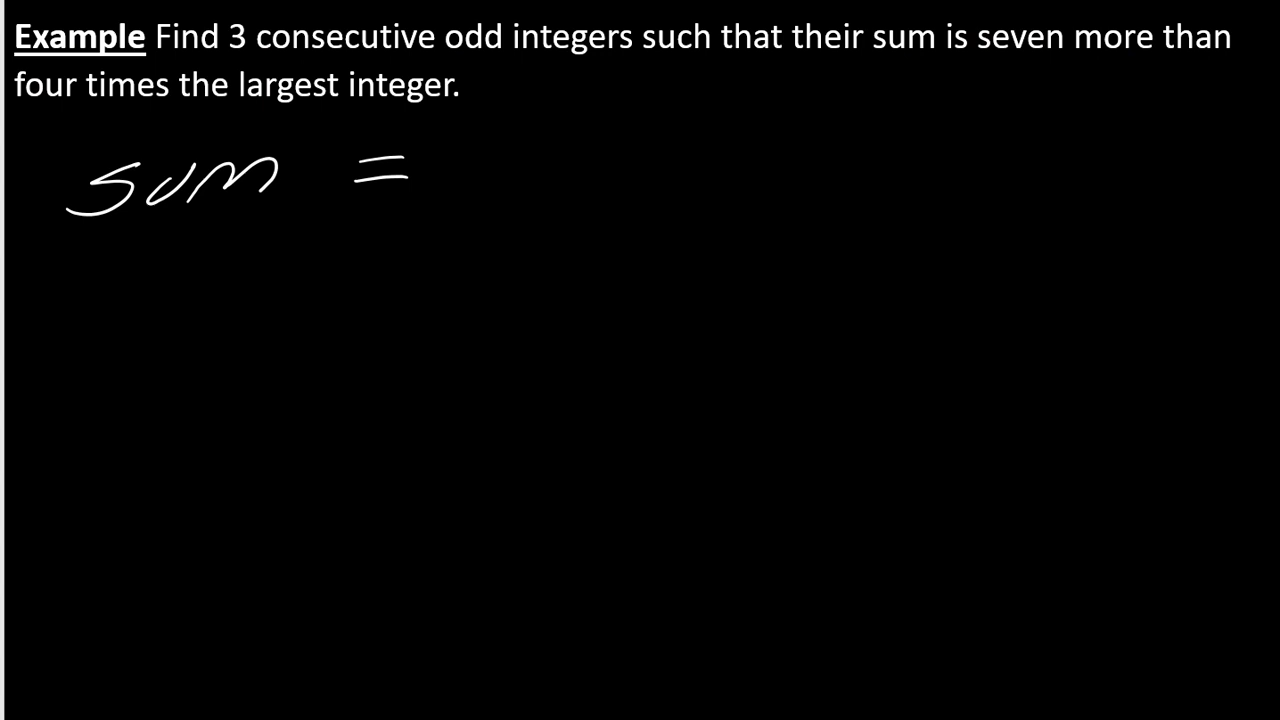 Example Find 3 consecutive odd integers such that their sum is seven more than
four times the largest integer.
sum =